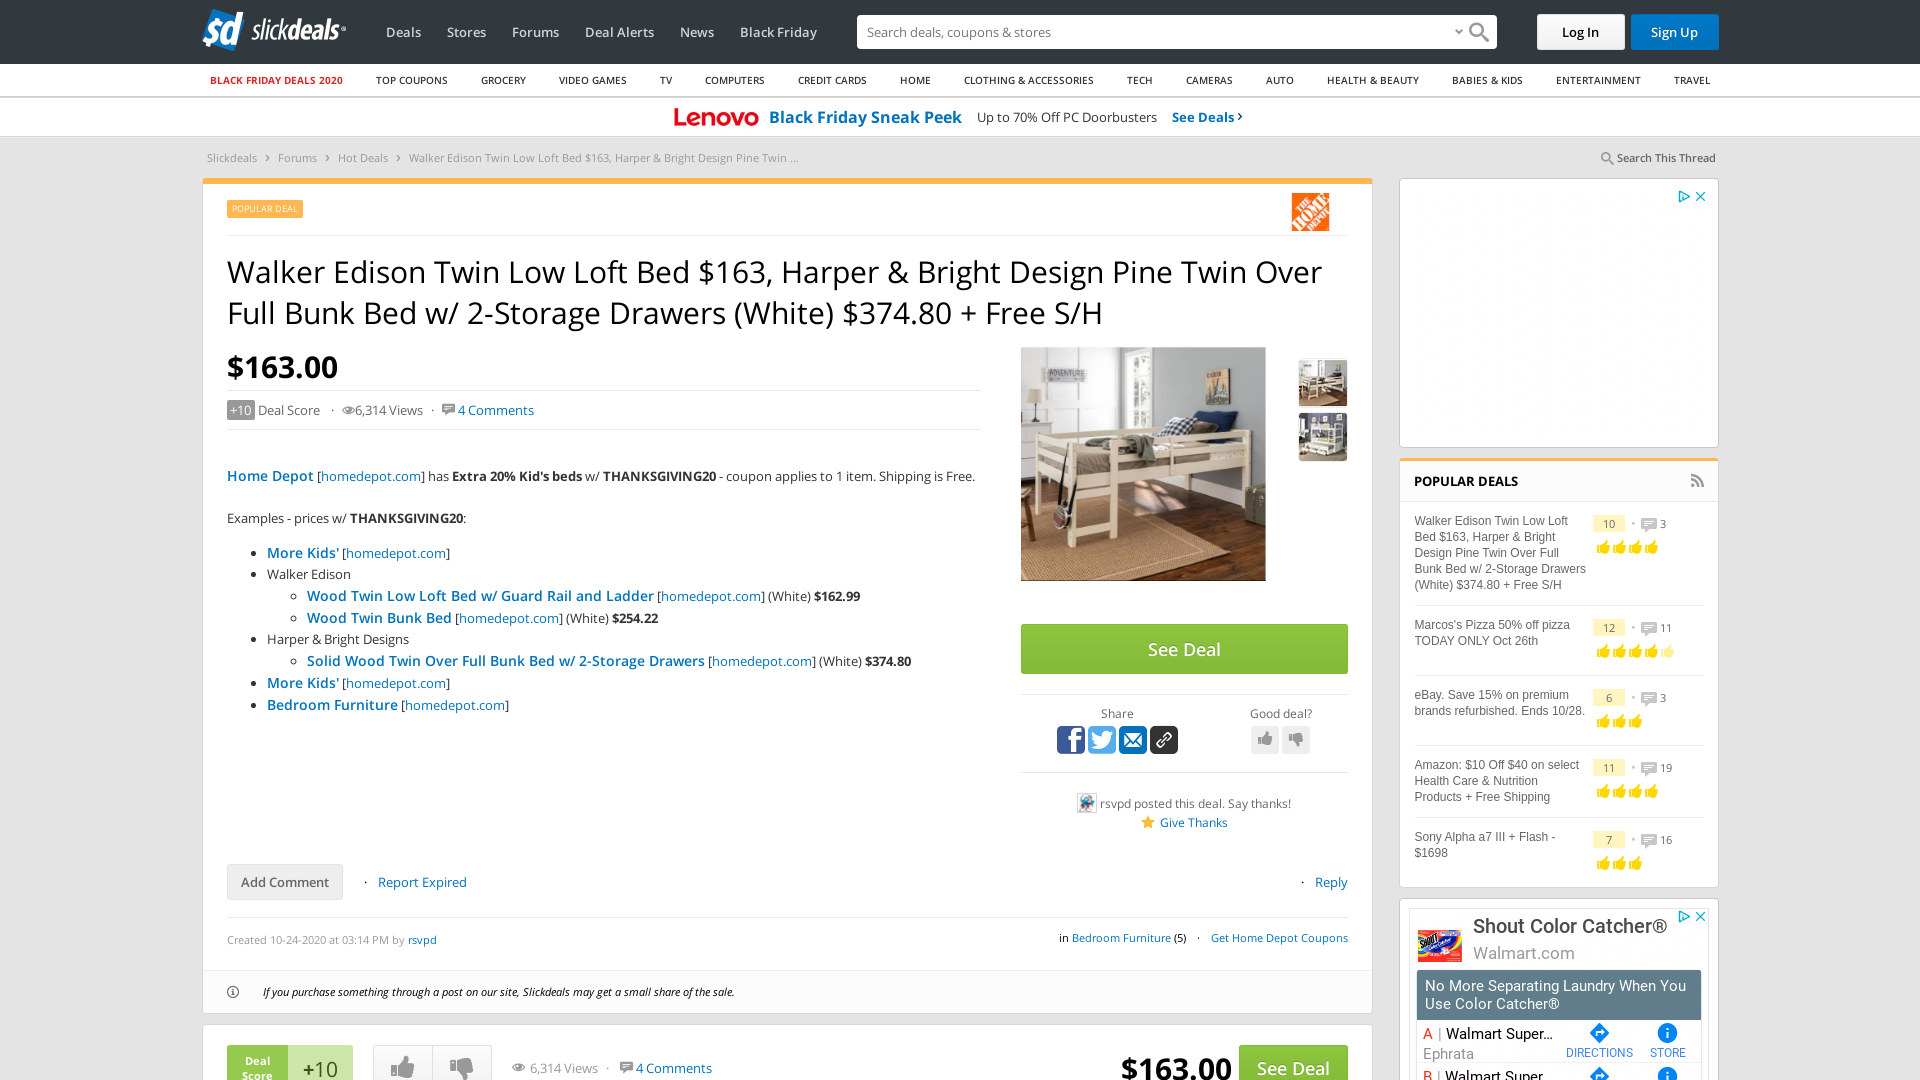 sd slickdeals
Deals Stores Forums Deal Alerts News Black Friday
Search deals, coupons & stores
Log In
Sign Up
BLACK FRIDAY DEALS 2020 TOP COUPONS GROCERY VIDEO GAMES TV COMPUTERS CREDIT CARDS HOME CLOTHING & ACCESSORIES TECH CAMERAS AUTO HEALTH & BEAUTY BABIES & KIDS ENTERTAINMENT TRAVEL
Lenovo Black Friday Sneak Peek Up to 70% Off PC Doorbusters See Deals ›
Slickdeals › Forums › Hot Deals › Walker Edison Twin Low Loft Bed $163, Harper & Bright Design Pine Twin ...
Search This Thread
POPULAR DEAL
THE HOME DEPOT
Walker Edison Twin Low Loft Bed $163, Harper & Bright Design Pine Twin Over
Full Bunk Bed w/ 2-Storage Drawers (White) $374.80 + Free S/H
$163.00
+10 Deal Score · 6,314 Views · 4 Comments
ADVENTURE
CABIN
Home Depot [homedepot.com] has Extra 20% Kid's beds w/ THANKSGIVING20 - coupon applies to 1 item. Shipping is Free.
Examples - prices w/ THANKSGIVING20:
• More Kids' [homedepot.com]
• Walker Edison
◦ Wood Twin Low Loft Bed w/ Guard Rail and Ladder [homedepot.com] (White) $162.99
◦ Wood Twin Bunk Bed [homedepot.com] (White) $254.22
• Harper & Bright Designs
◦ Solid Wood Twin Over Full Bunk Bed w/ 2-Storage Drawers [homedepot.com] (White) $374.80
• More Kids' [homedepot.com]
• Bedroom Furniture [homedepot.com]
See Deal
Share
Good deal?
rsvpd posted this deal. Say thanks!
Give Thanks
Add Comment · Report Expired
· Reply
Created 10-24-2020 at 03:14 PM by rsvpd
in Bedroom Furniture (5) · Get Home Depot Coupons
If you purchase something through a post on our site, Slickdeals may get a small share of the sale.
Deal
Score
+10
6,314 Views · 4 Comments
$163.00
See Deal
POPULAR DEALS
Walker Edison Twin Low Loft
Bed $163, Harper & Bright
Design Pine Twin Over Full
Bunk Bed w/ 2-Storage Drawers
(White) $374.80 + Free S/H
10 • 3
Marcos's Pizza 50% off pizza
TODAY ONLY Oct 26th
12 • 11
eBay. Save 15% on premium
brands refurbished. Ends 10/28.
6 • 3
Amazon: $10 Off $40 on select
Health Care & Nutrition
Products + Free Shipping
11 • 19
Sony Alpha a7 III + Flash -
$1698
7 • 16
SHOUT
Shout Color Catcher®
Walmart.com
No More Separating Laundry When You
Use Color Catcher®
A | Walmart Super...
Ephrata
DIRECTIONS
STORE
B | Walmart Super...